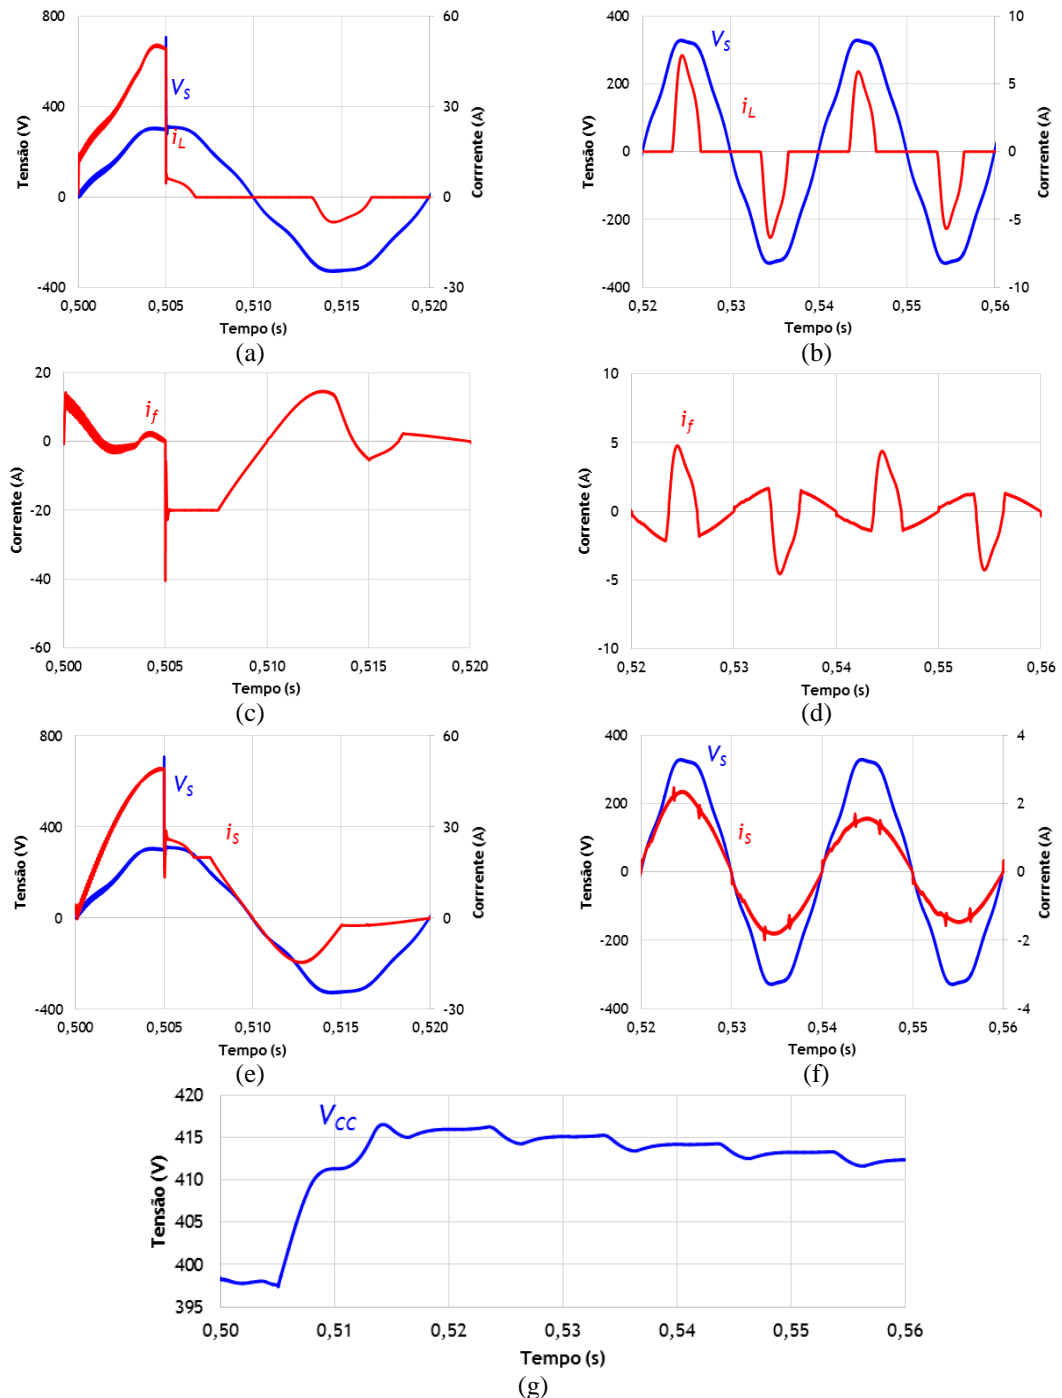 800
400
0
-400
Tensão (V)
V_S
i_L
60
30
0
-30
Corrrente (A)
0,500
0,505
0,510
0,515
0,520
Tempo (s)
(a)
400
200
0
-200
-400
Tensão (V)
V_S
i_L
10
5
0
-5
-10
Corrrente (A)
0,52
0,53
0,54
0,55
0,56
Tempo (s)
(b)
20
0
-20
-40
-60
Corrente (A)
i_f
0,500
0,505
0,510
0,515
0,520
Tempo (s)
(c)
10
5
0
-5
-10
Corrente (A)
i_f
0,52
0,53
0,54
0,55
0,56
Tempo (s)
(d)
800
400
0
-400
Tensão (V)
V_S
i_S
60
30
0
-30
Corrrente (A)
0,500
0,505
0,510
0,515
0,520
Tempo (s)
(e)
400
200
0
-200
-400
Tensão (V)
V_S
i_S
4
2
0
-2
-4
Corrrente (A)
0,52
0,53
0,54
0,55
0,56
Tempo (s)
(f)
420
415
410
405
400
395
Tensão (V)
V_CC
0,50
0,51
0,52
0,53
0,54
0,55
0,56
Tempo (s)
(g)